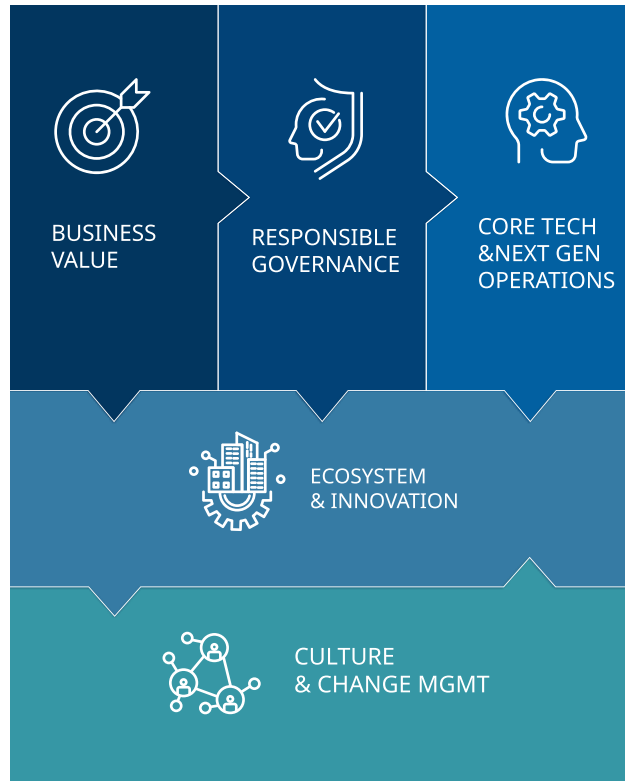 BUSINESS
VALUE
RESPONSIBLE
GOVERNANCE
CORE TECH
&NEXT GEN
OPERATIONS
ECOSYSTEM
& INNOVATION
CULTURE
& CHANGE MGMT